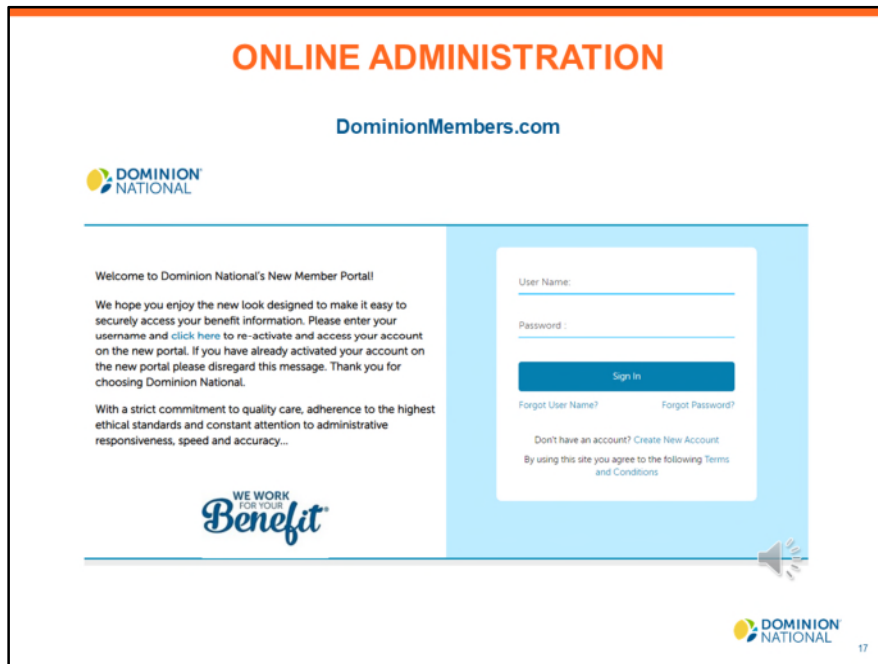 ONLINE ADMINISTRATION
DominionMembers.com
DOMINION
NATIONAL
Welcome to Dominion National's New Member Portal!
We hope you enjoy the new look designed to make it easy to
securely access your benefit information. Please enter your
username and click here to re-activate and access your account
on the new portal. If you have already activated your account on
the new portal please disregard this message. Thank you for
choosing Dominion National.
With a strict commitment to quality care, adherence to the highest
ethical standards and constant attention to administrative
responsiveness, speed and accuracy...
WE WORK
FOR YOUR
Benefit
User Name:
Password :
Sign In
Forgot User Name? Forgot Password?
Don't have an account? Create New Account
By using this site you agree to the following Terms
and Conditions
DOMINION
NATIONAL
17